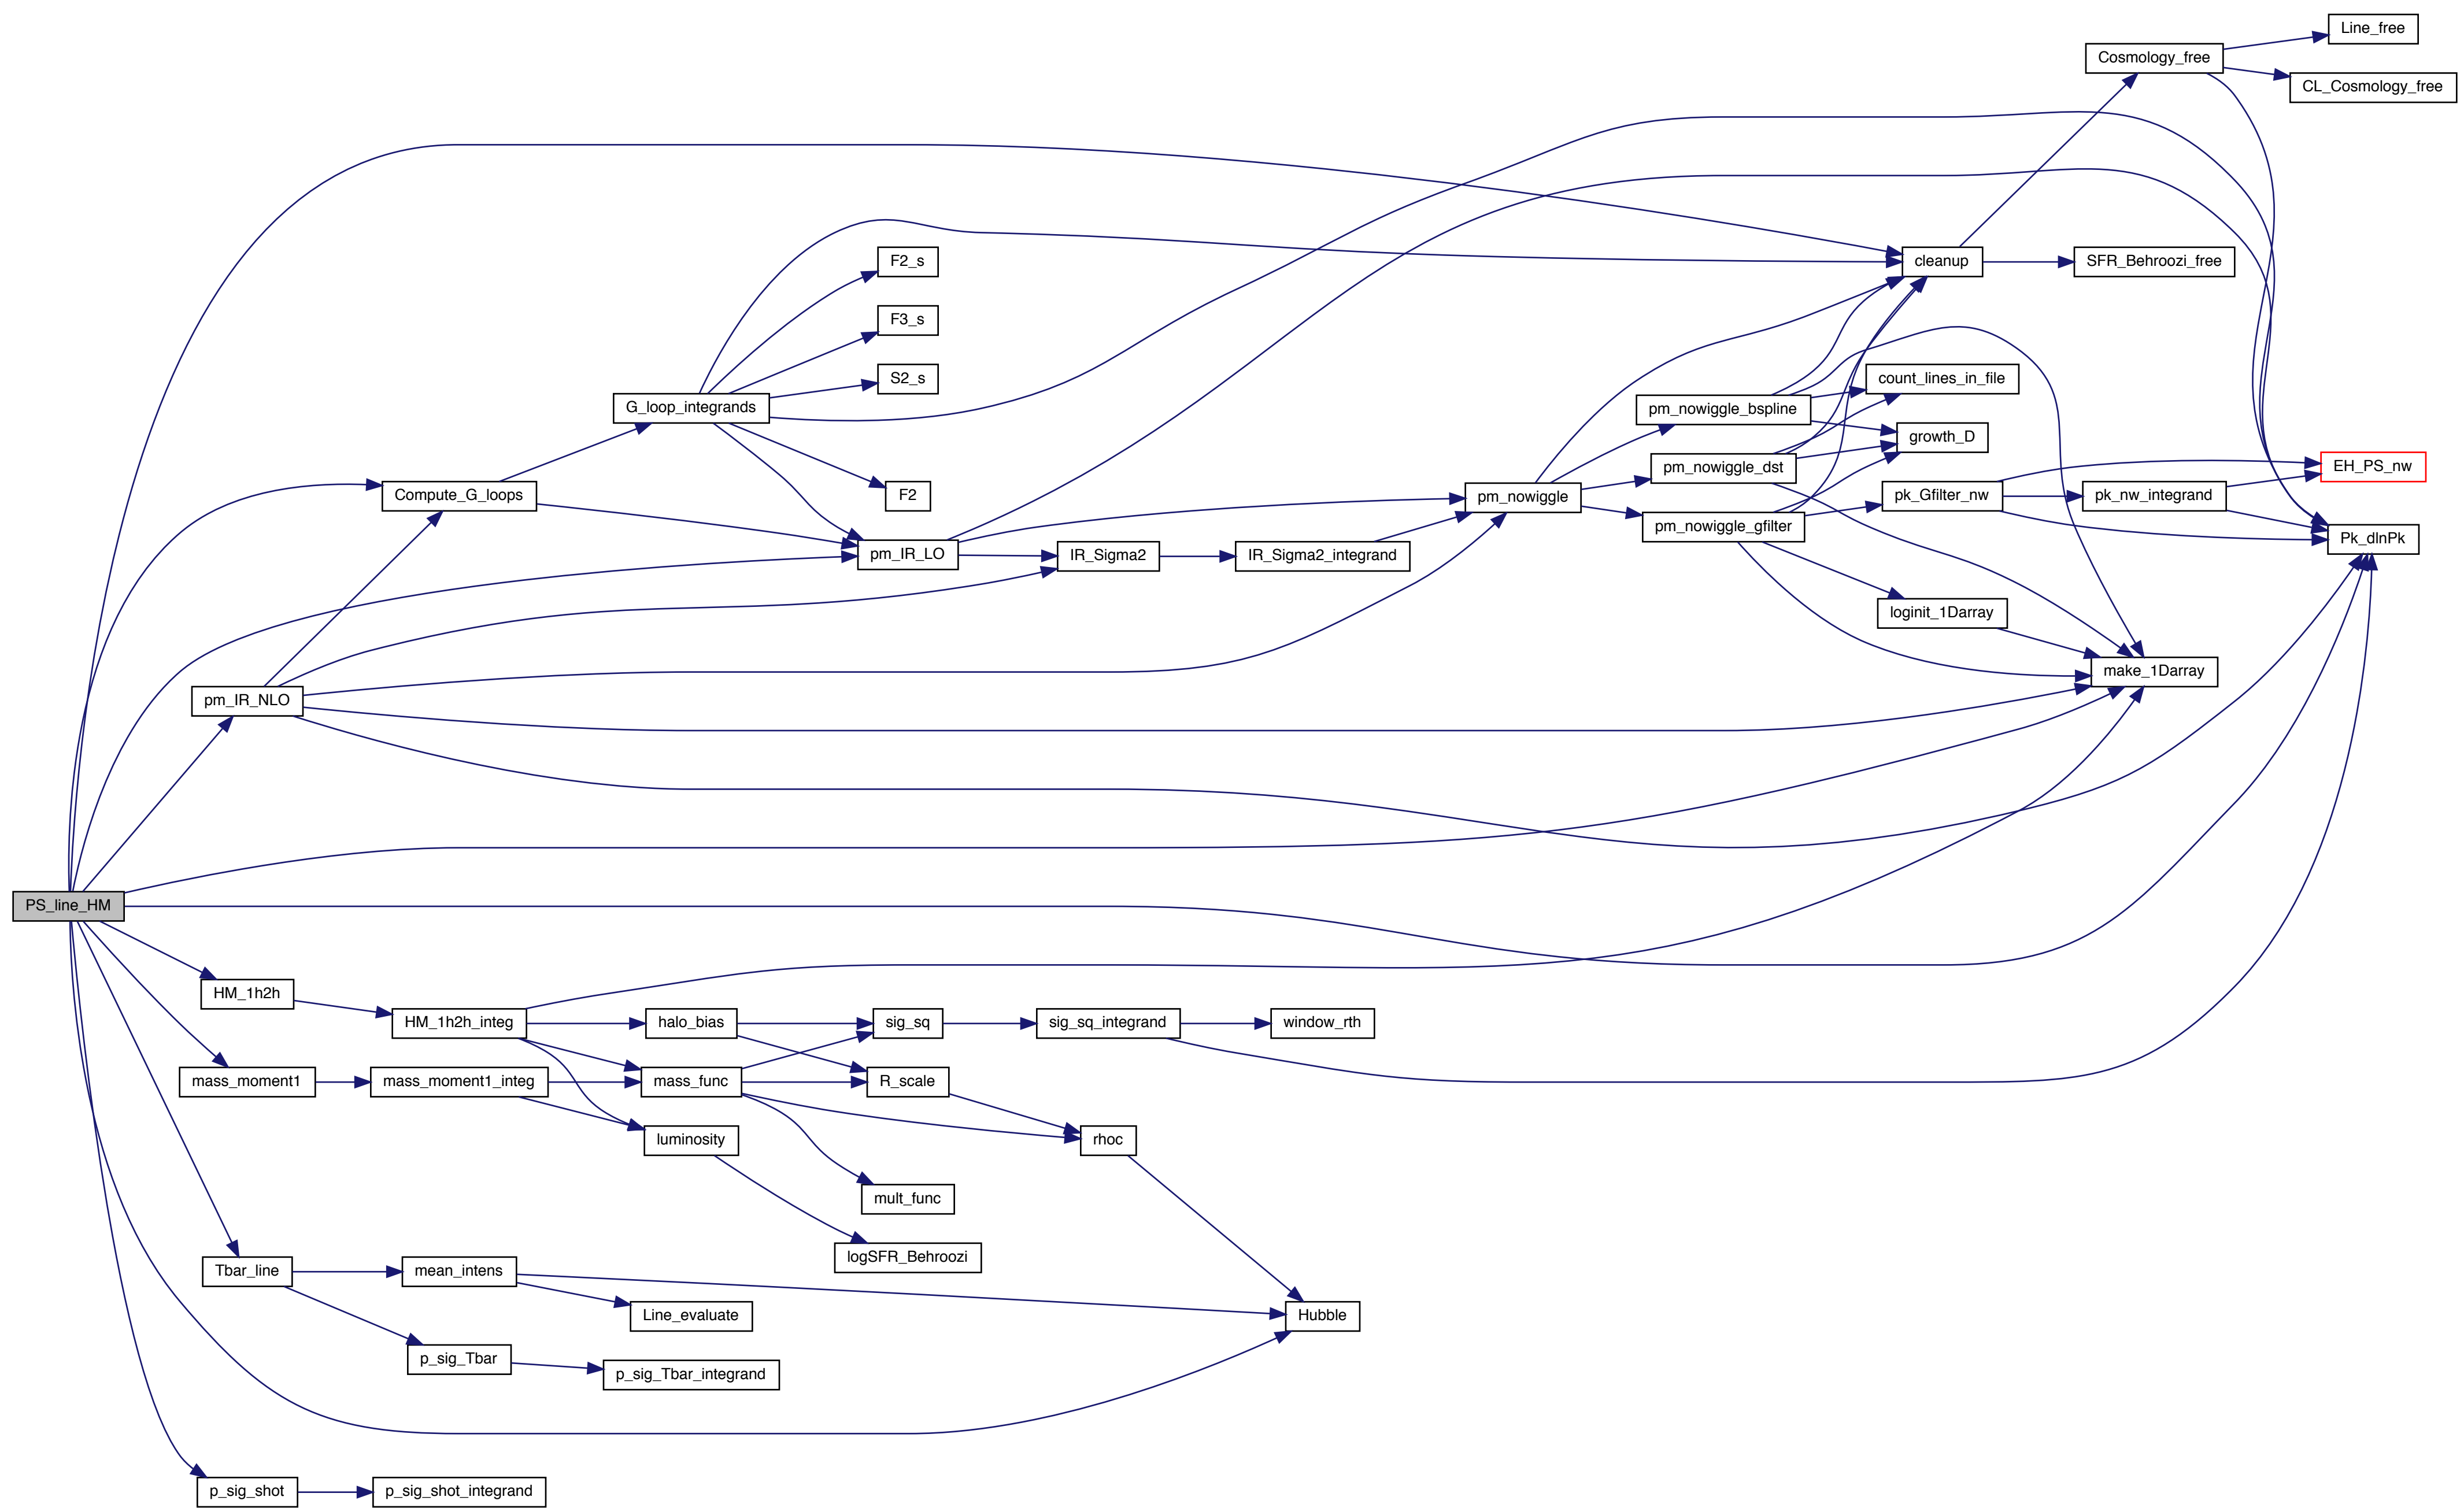 Line_free
Cosmology_free
CL_Cosmology_free
F2_s
cleanup
SFR_Behroozi_free
F3_s
S2_s
count_lines_in_file
G_loop_integrands
pm_nowiggle_bspline
growth_D
pm_nowiggle_dst
EH_PS_nw
Compute_G_loops
F2
pm_nowiggle
pk_Gfilter_nw
pk_nw_integrand
pm_nowiggle_gfilter
Pk_dlnPk
pm_IR_LO
IR_Sigma2
IR_Sigma2_integrand
loginit_1Darray
make_1Darray
pm_IR_NLO
PS_line_HM
HM_1h2h
HM_1h2h_integ
halo_bias
sig_sq
sig_sq_integrand
window_rth
mass_moment1
mass_moment1_integ
mass_func
R_scale
luminosity
rhoc
mult_func
logSFR_Behroozi
Tbar_line
mean_intens
Line_evaluate
Hubble
p_sig_Tbar
p_sig_Tbar_integrand
p_sig_shot
p_sig_shot_integrand